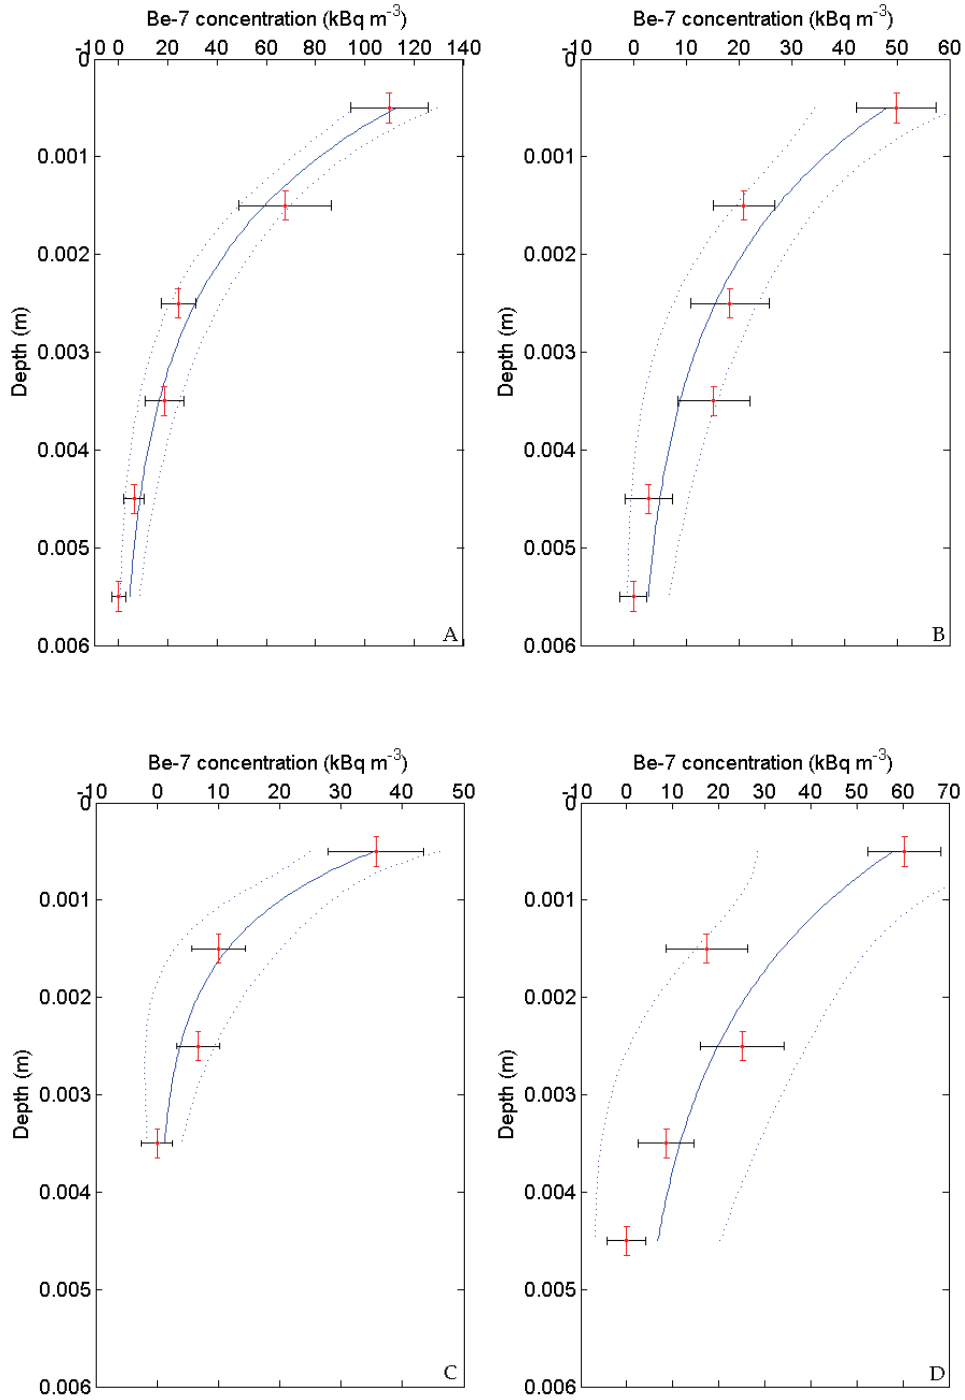 Be-7 concentration (kBq m-3)
-10 0 20 40 60 80 100 120 140
0
0.001
0.002
0.003
0.004
0.005
0.006
Depth (m)
A
Be-7 concentration (kBq m-3)
-10 0 10 20 30 40 50 60
0
0.001
0.002
0.003
0.004
0.005
0.006
Depth (m)
B
Be-7 concentration (kBq m-3)
-10 0 10 20 30 40 50
0
0.001
0.002
0.003
0.004
0.005
0.006
Depth (m)
C
Be-7 concentration (kBq m-3)
-10 0 10 20 30 40 50 60 70
0
0.001
0.002
0.003
0.004
0.005
0.006
Depth (m)
D